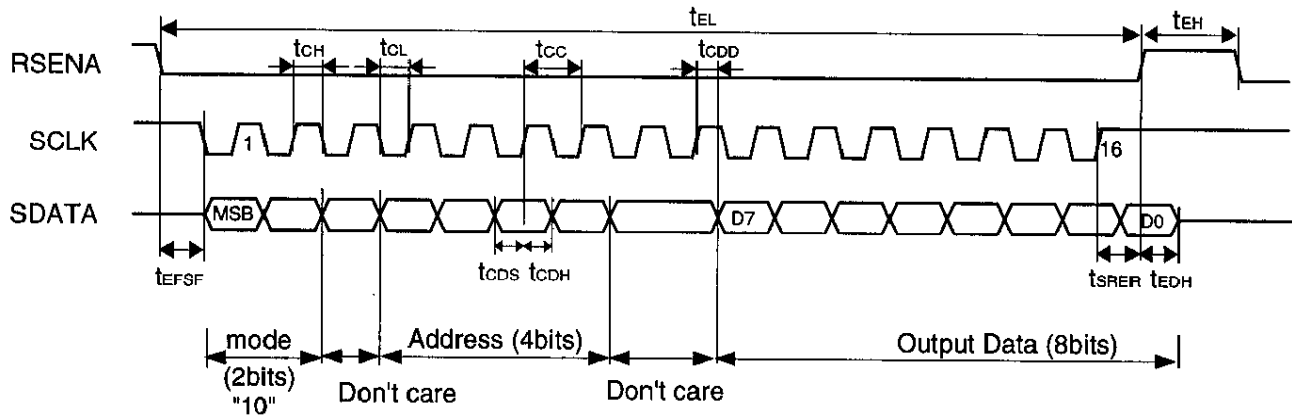 tEL
tEH
RSENA
tCH
tCL
tCC
tCDD
SCLK
1
16
SDATA
MSB
D7
D0
tEFSF
tCDS
tCDH
tSRER
tEDH
mode
(2bits)
"10"
Don't care
Address (4bits)
Don't care
Output Data (8bits)